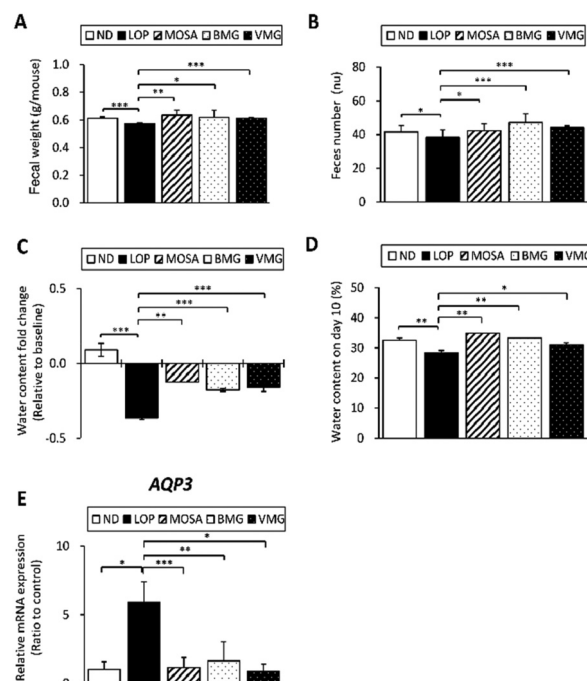 A
ND LOP MOSA BMG VMG
Fecal weight (g/mouse)
1.0
0.8
0.6
0.4
0.2
0.0
***
**
*
***
B
ND LOP MOSA BMG VMG
Feces number (nu)
80
60
40
20
0
*
*
***
***
C
ND LOP MOSA BMG VMG
Water content fold change
(Relative to baseline)
0.5
0.0
-0.5
***
**
***
***
D
ND LOP MOSA BMG VMG
Water content on day 10 (%)
50
40
30
20
10
0
**
**
**
*
AQP3
E
ND LOP MOSA BMG VMG
Relative mRNA expression
(Ratio to control)
10
5
*
***
**
*